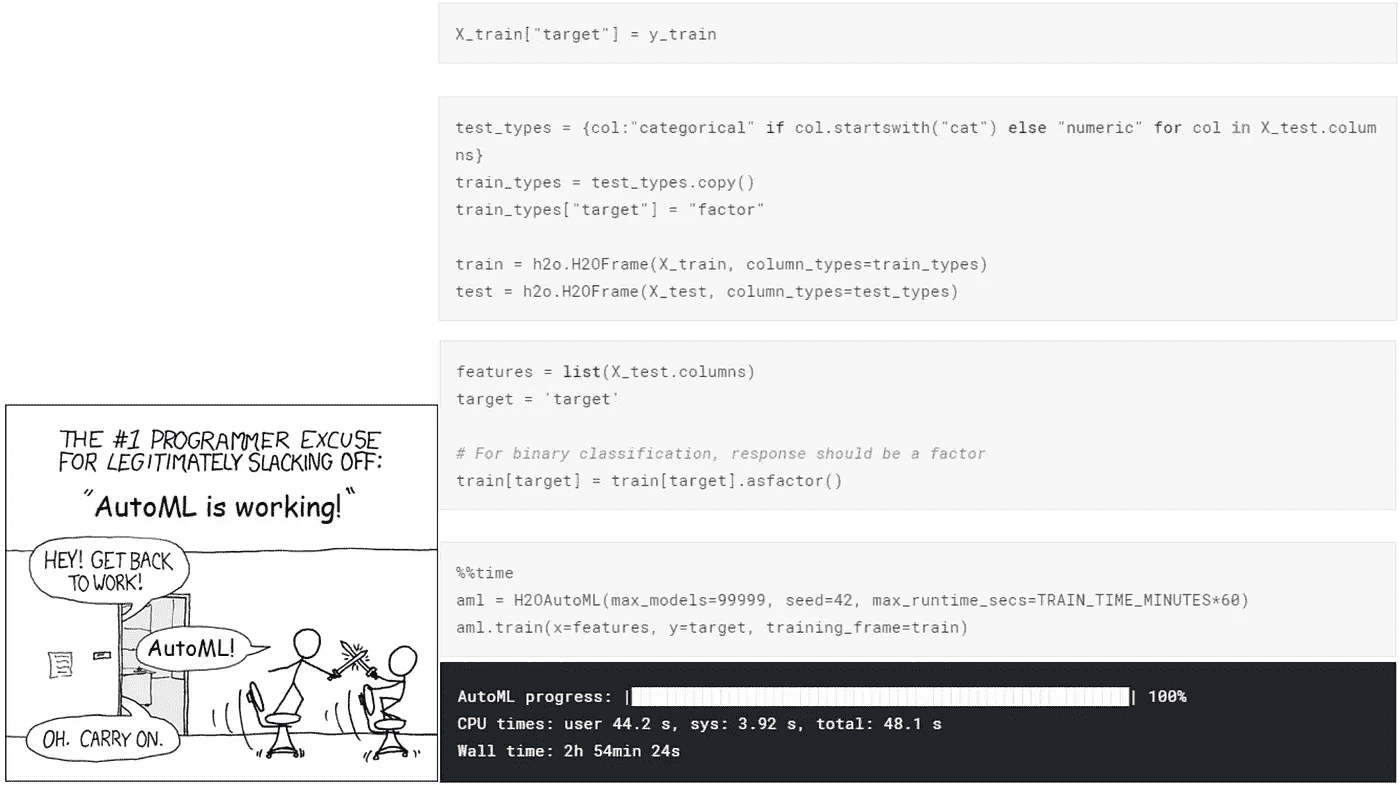 X_train["target"] = y_train
test_types = {col:"categorical" if col.startswith("cat") else "numeric" for col in X_test.colum
ns}
train_types = test_types.copy()
train_types["target"] = "factor"
train = h2o.H2OFrame(X_train, column_types=train_types)
test = h2o.H2OFrame(X_test, column_types=test_types)
features = list(X_test.columns)
target = 'target'
# For binary classification, response should be a factor
train[target] = train[target].asfactor()
%%time
aml = H2OAutoML(max_models=99999, seed=42, max_runtime_secs=TRAIN_TIME_MINUTES*60)
aml.train(x=features, y=target, training_frame=train)
AutoML progress: |████████████████████████████████████████████████████████| 100%
CPU times: user 44.2 s, sys: 3.92 s, total: 48.1 s
Wall time: 2h 54min 24s
THE #1 PROGRAMMER EXCUSE
FOR LEGITIMATELY SLACKING OFF:
"AutoML is working!"
HEY! GET BACK
TO WORK!
AutoML!
OH. CARRY ON.